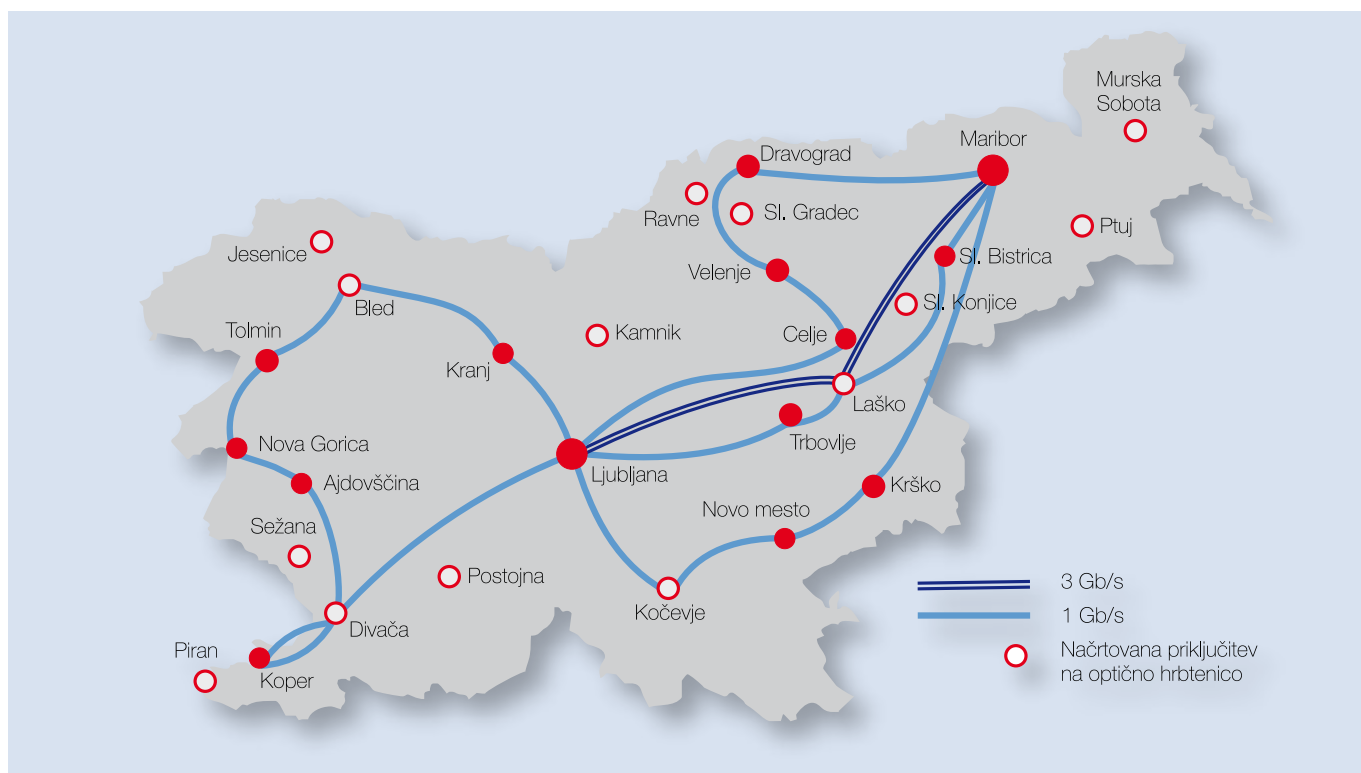 Murska
Sobota
Maribor
Dravograd
Ravne
Sl. Gradec
Ptuj
Jesenice
Velenje
Sl. Bistrica
Bled
Sl. Konjice
Tolmin
Kamnik
Celje
Kranj
Laško
Trbovlje
Nova Gorica
Ljubljana
Ajdovščina
Krško
Novo mesto
Sežana
Postojna
Kočevje
Divača
Piran
Koper
3 Gb/s
1 Gb/s
Načrtovana priključitev
na optično hrbtenico